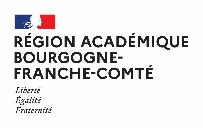 RÉGION ACADÉMIQUE
BOURGOGNE-
FRANCHE-COMTÉ
Liberté
Égalité
Fraternité